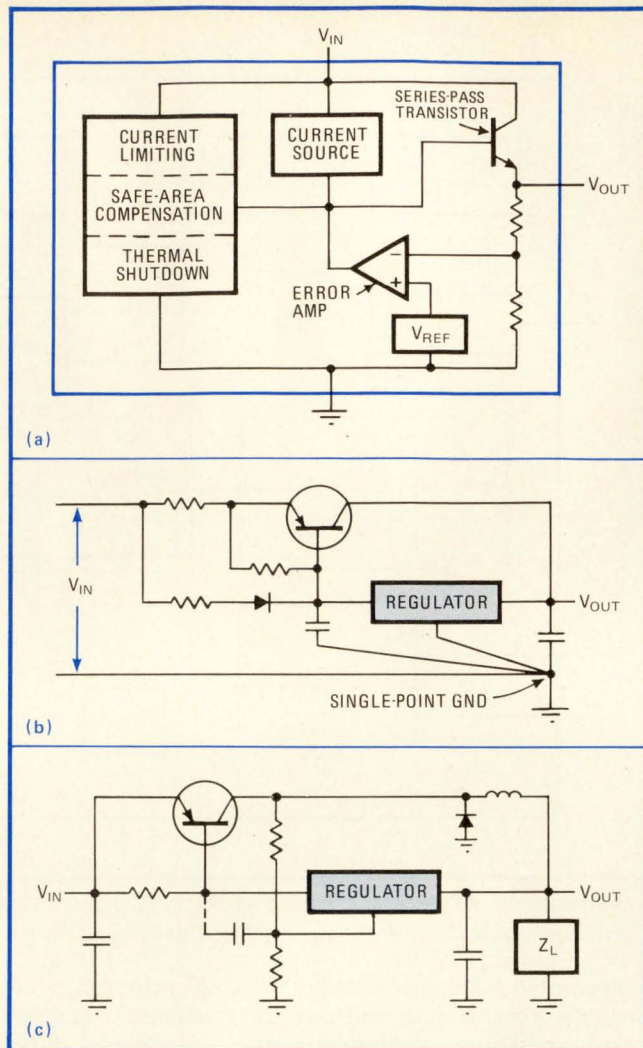 V_IN
SERIES-PASS
TRANSISTOR
CURRENT
LIMITING
CURRENT
SOURCE
SAFE-AREA
COMPENSATION
V_OUT
THERMAL
SHUTDOWN
−
+
ERROR
AMP
V_REF
(a)
V_IN
REGULATOR
V_OUT
SINGLE-POINT GND
(b)
V_IN
REGULATOR
V_OUT
Z_L
(c)